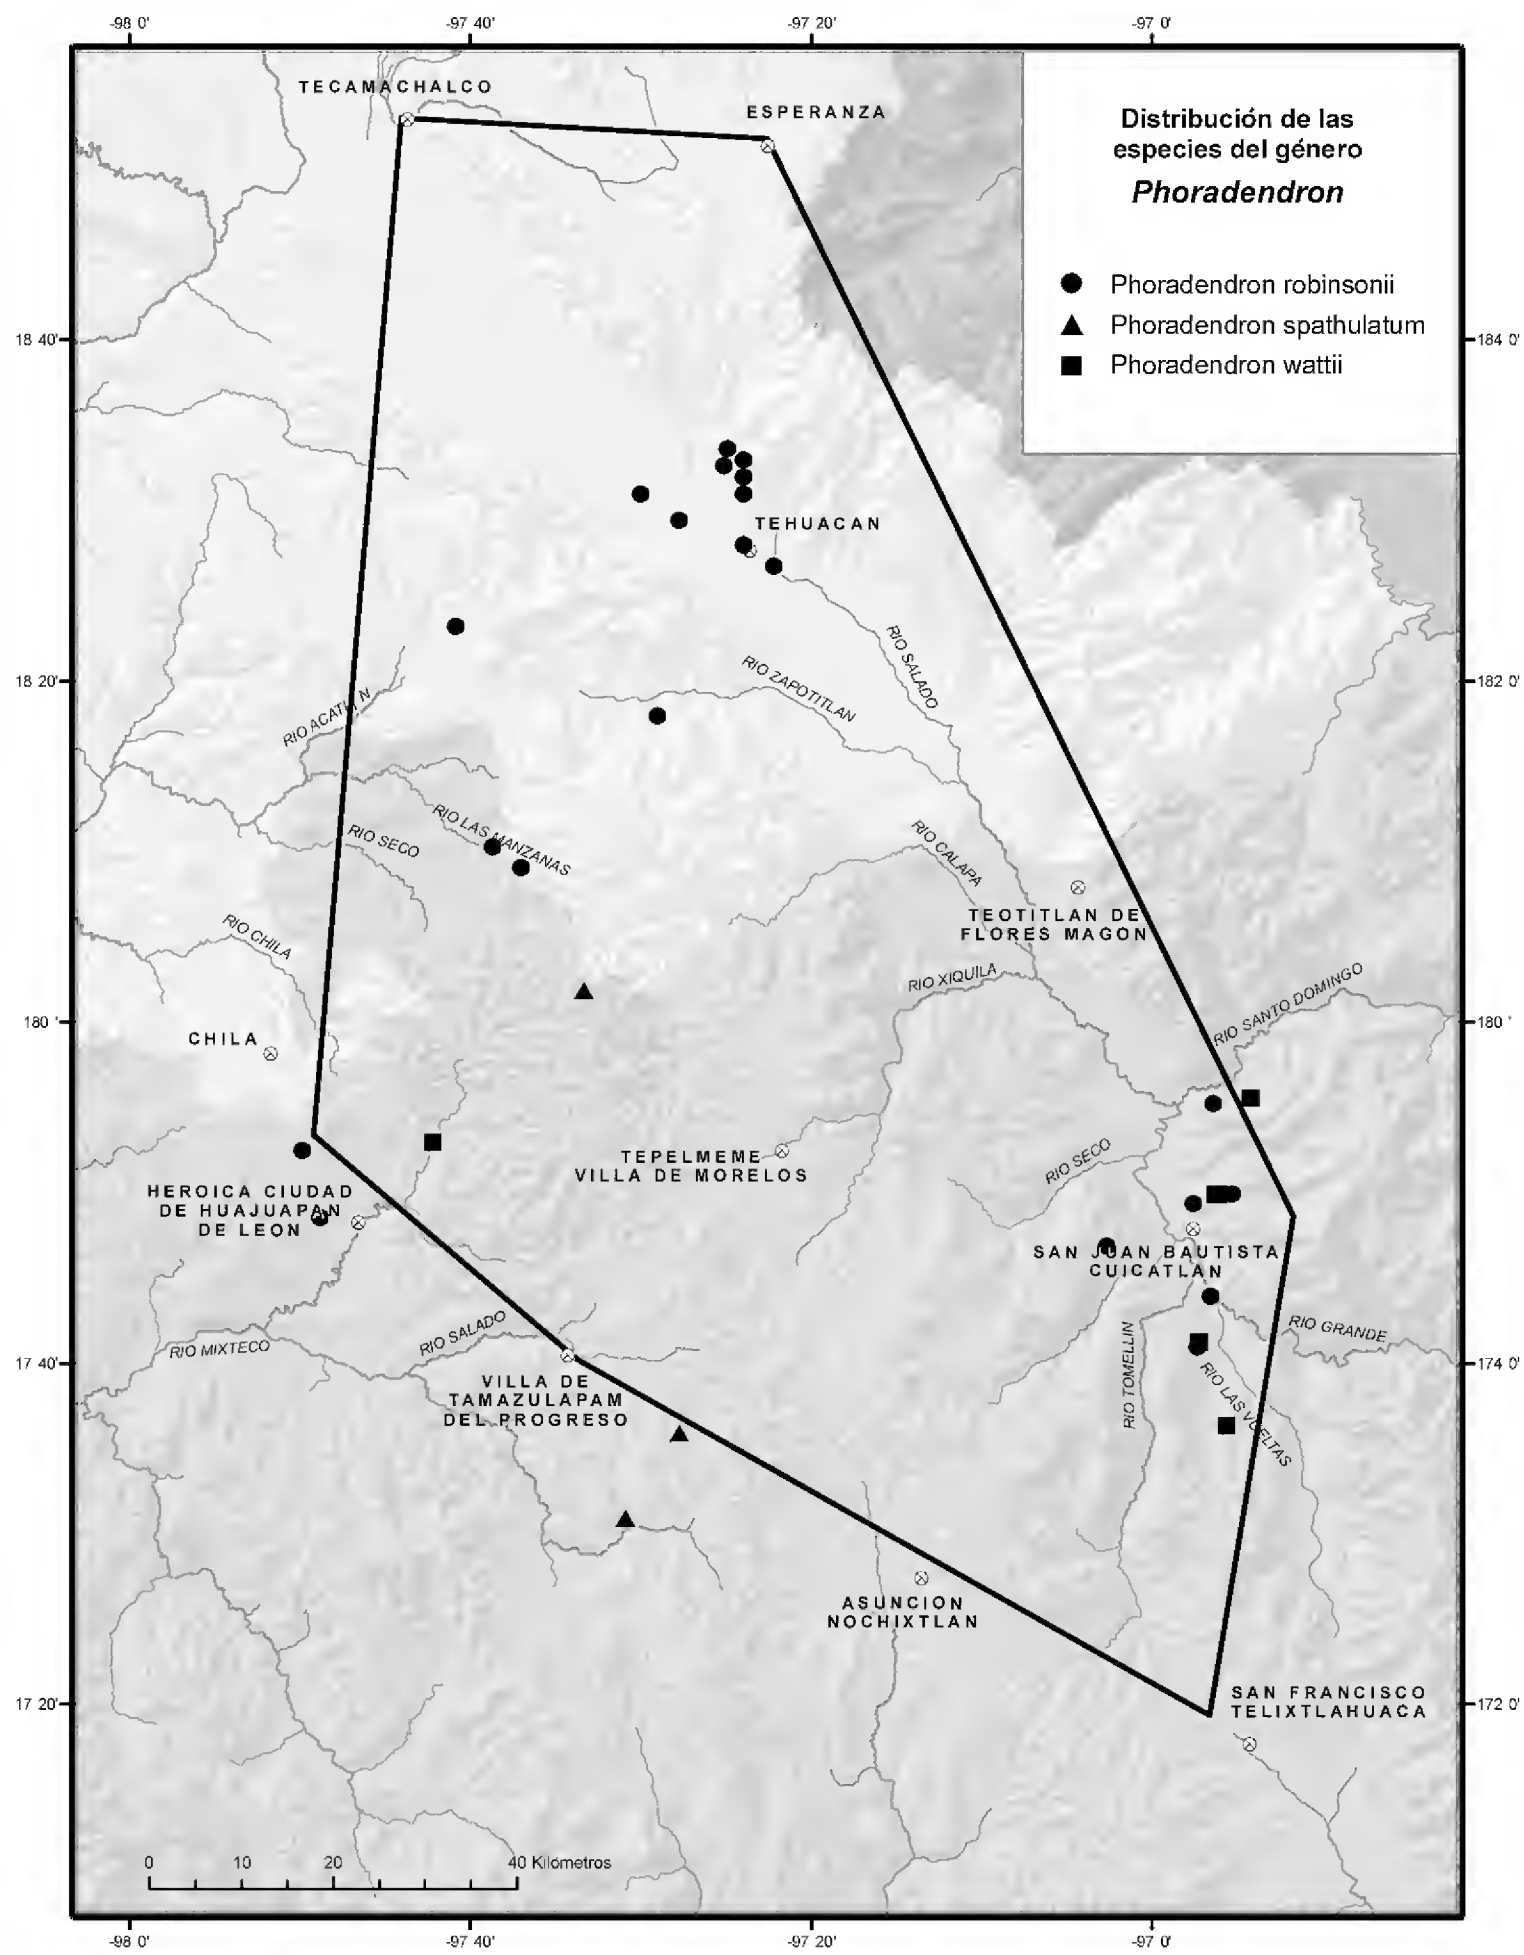 -98 0'
-97 40'
-97 20'
-97 0'
TECAMACHALCO
ESPERANZA
Distribución de las
especies del género
Phoradendron
Phoradendron robinsonii
Phoradendron spathulatum
Phoradendron wattii
18 40'
184 0'
TEHUACAN
RIO SALADO
RIO ZAPOTITLAN
18 20'
182 0'
RIO ACATL N
RIO LAS MANZANAS
RIO SECO
RIO CALAPA
TEOTITLAN DE
FLORES MAGON
RIO CHILA
RIO XIQUILA
RIO SANTO DOMINGO
180 '
180 '
CHILA
TEPELMEME
VILLA DE MORELOS
RIO SECO
HEROICA CIUDAD
DE HUAJUAPAN
DE LEON
SAN JUAN BAUTISTA
CUICATLAN
RIO MIXTECO
RIO SALADO
RIO TOMELLIN
RIO GRANDE
17 40'
174 0'
VILLA DE
TAMAZULAPAM
DEL PROGRESO
RIO LAS VUELTAS
ASUNCION
NOCHIXTLAN
SAN FRANCISCO
TELIXTLAHUACA
17 20'
172 0'
0 10 20 40 Kilómetros
-98 0'
-97 40'
-97 20'
-97 0'